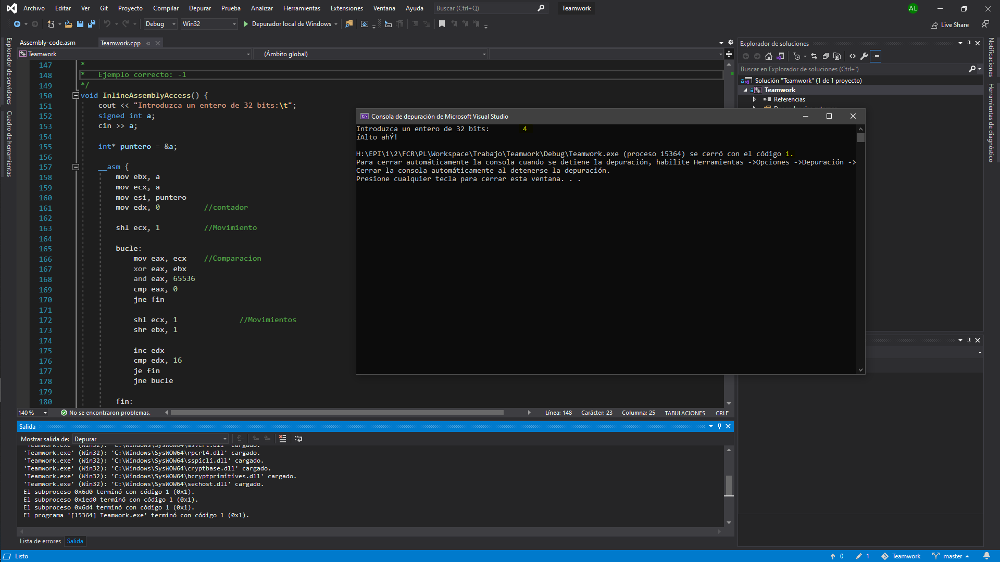 Archivo Editar Ver Git Proyecto Compilar Depurar Prueba Analizar Herramientas Extensiones Ventana Ayuda Buscar (Ctrl+Q) Teamwork AL
Debug Win32 Depurador local de Windows Live Share
Explorador de servidores
Cuadro de herramientas
Assembly-code.asm Teamwork.cpp
Teamwork (Ámbito global)
147 *
148 * Ejemplo correcto: -1
149 */
150 void InlineAssemblyAccess() {
151 cout << "Introduzca un entero de 32 bits:\t";
152 signed int a;
153 cin >> a;
154
155 int* puntero = &a;
156
157 __asm {
158 mov ebx, a
159 mov ecx, a
160 mov esi, puntero
161 mov edx, 0 //contador
162
163 shl ecx, 1 //Movimiento
164
165 bucle:
166 mov eax, ecx //Comparacion
167 xor eax, ebx
168 and eax, 65536
169 cmp eax, 0
170 jne fin
171
172 shl ecx, 1 //Movimientos
173 shr ebx, 1
174
175 inc edx
176 cmp edx, 16
177 je fin
178 jne bucle
179
180 fin:
140 % No se encontraron problemas. Línea: 148 Carácter: 23 Columna: 25 TABULACIONES CRLF
Consola de depuración de Microsoft Visual Studio
Introduzca un entero de 32 bits: 4
íAlto ahÝ!
H:\EPI\1\2\FCR\PL\Workspace\Trabajo\Teamwork\Debug\Teamwork.exe (proceso 15364) se cerró con el código 1.
Para cerrar automáticamente la consola cuando se detiene la depuración, habilite Herramientas ->Opciones ->Depuración ->
Cerrar la consola automáticamente al detenerse la depuración.
Presione cualquier tecla para cerrar esta ventana. . .
Explorador de soluciones
Buscar en Explorador de soluciones (Ctrl+´)
Solución "Teamwork" (1 de 1 proyecto)
Teamwork
Referencias
Dependencias externas
Notificaciones
Herramientas de diagnóstico
Salida
Mostrar salida de: Depurar
'Teamwork.exe' (Win32): 'C:\Windows\SysWOW64\msvcrt.dll' cargado.
'Teamwork.exe' (Win32): 'C:\Windows\SysWOW64\rpcrt4.dll' cargado.
'Teamwork.exe' (Win32): 'C:\Windows\SysWOW64\sspicli.dll' cargado.
'Teamwork.exe' (Win32): 'C:\Windows\SysWOW64\cryptbase.dll' cargado.
'Teamwork.exe' (Win32): 'C:\Windows\SysWOW64\bcryptprimitives.dll' cargado.
'Teamwork.exe' (Win32): 'C:\Windows\SysWOW64\sechost.dll' cargado.
El subproceso 0x6d0 terminó con código 1 (0x1).
El subproceso 0x1ed0 terminó con código 1 (0x1).
El subproceso 0x6d4 terminó con código 1 (0x1).
El programa '[15364] Teamwork.exe' terminó con código 1 (0x1).
Lista de errores Salida
Listo 0 1 Teamwork master